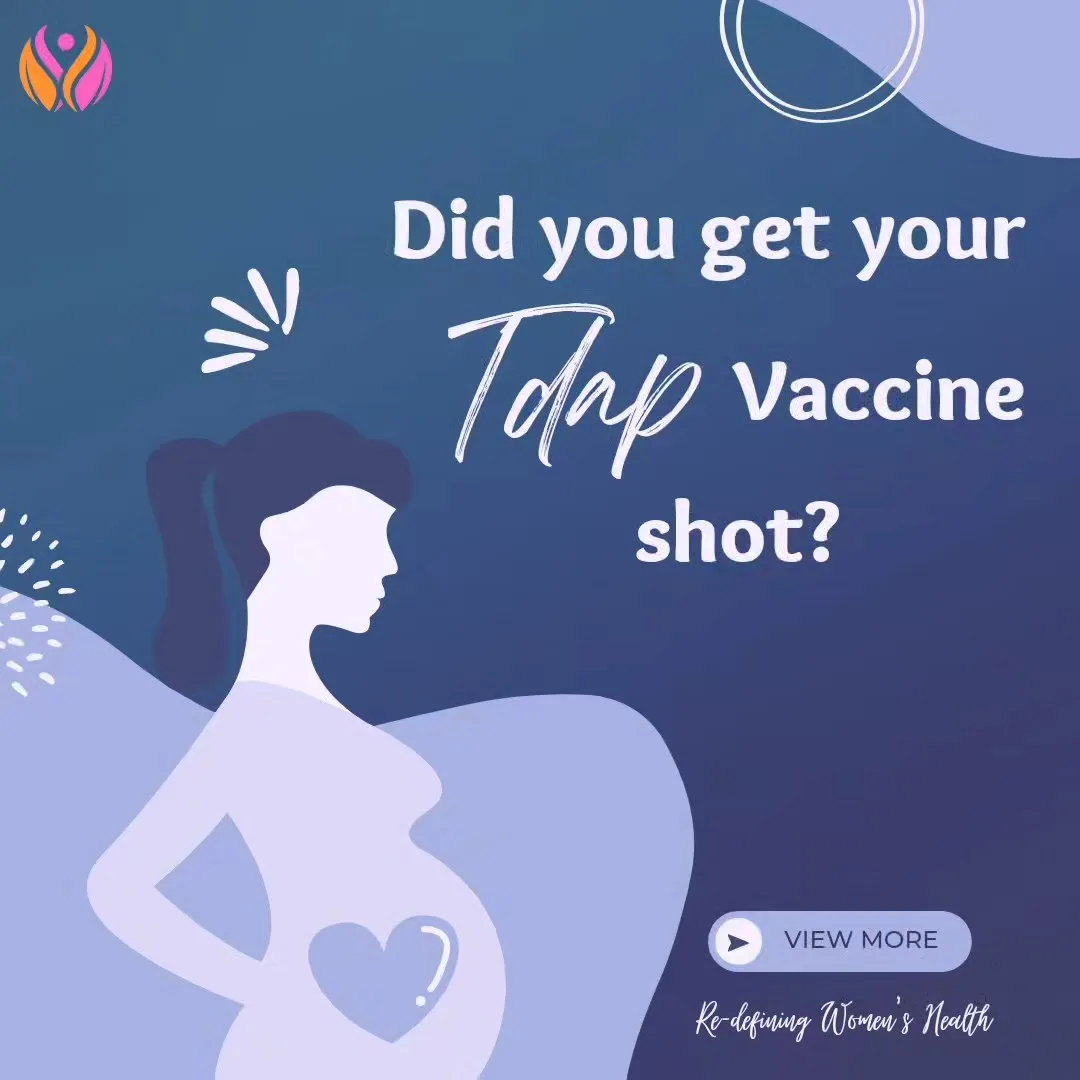 Did you get your
Tdap Vaccine
shot?
VIEW MORE
Re-defining Women's Health